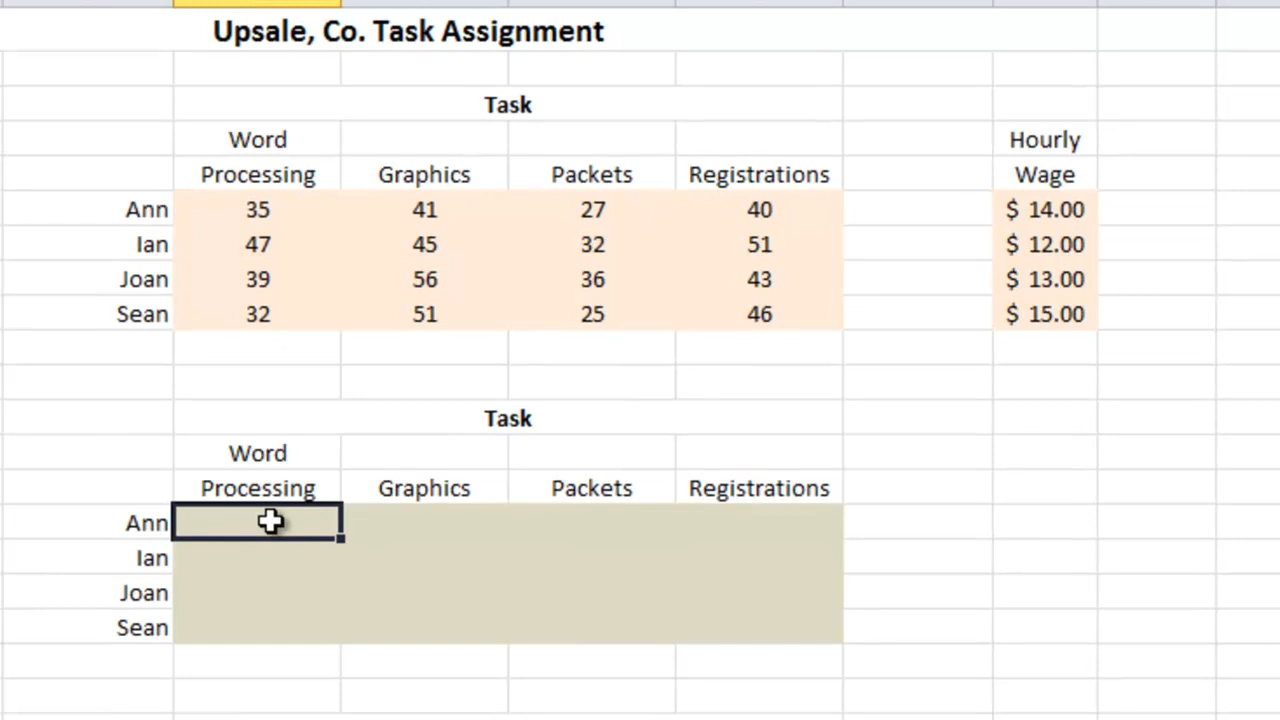 Upsale, Co. Task Assignment
Task
Word Hourly
Processing Graphics Packets Registrations Wage
Ann 35 41 27 40 $ 14.00
Ian 47 45 32 51 $ 12.00
Joan 39 56 36 43 $ 13.00
Sean 32 51 25 46 $ 15.00
Task
Word
Processing Graphics Packets Registrations
Ann
Ian
Joan
Sean